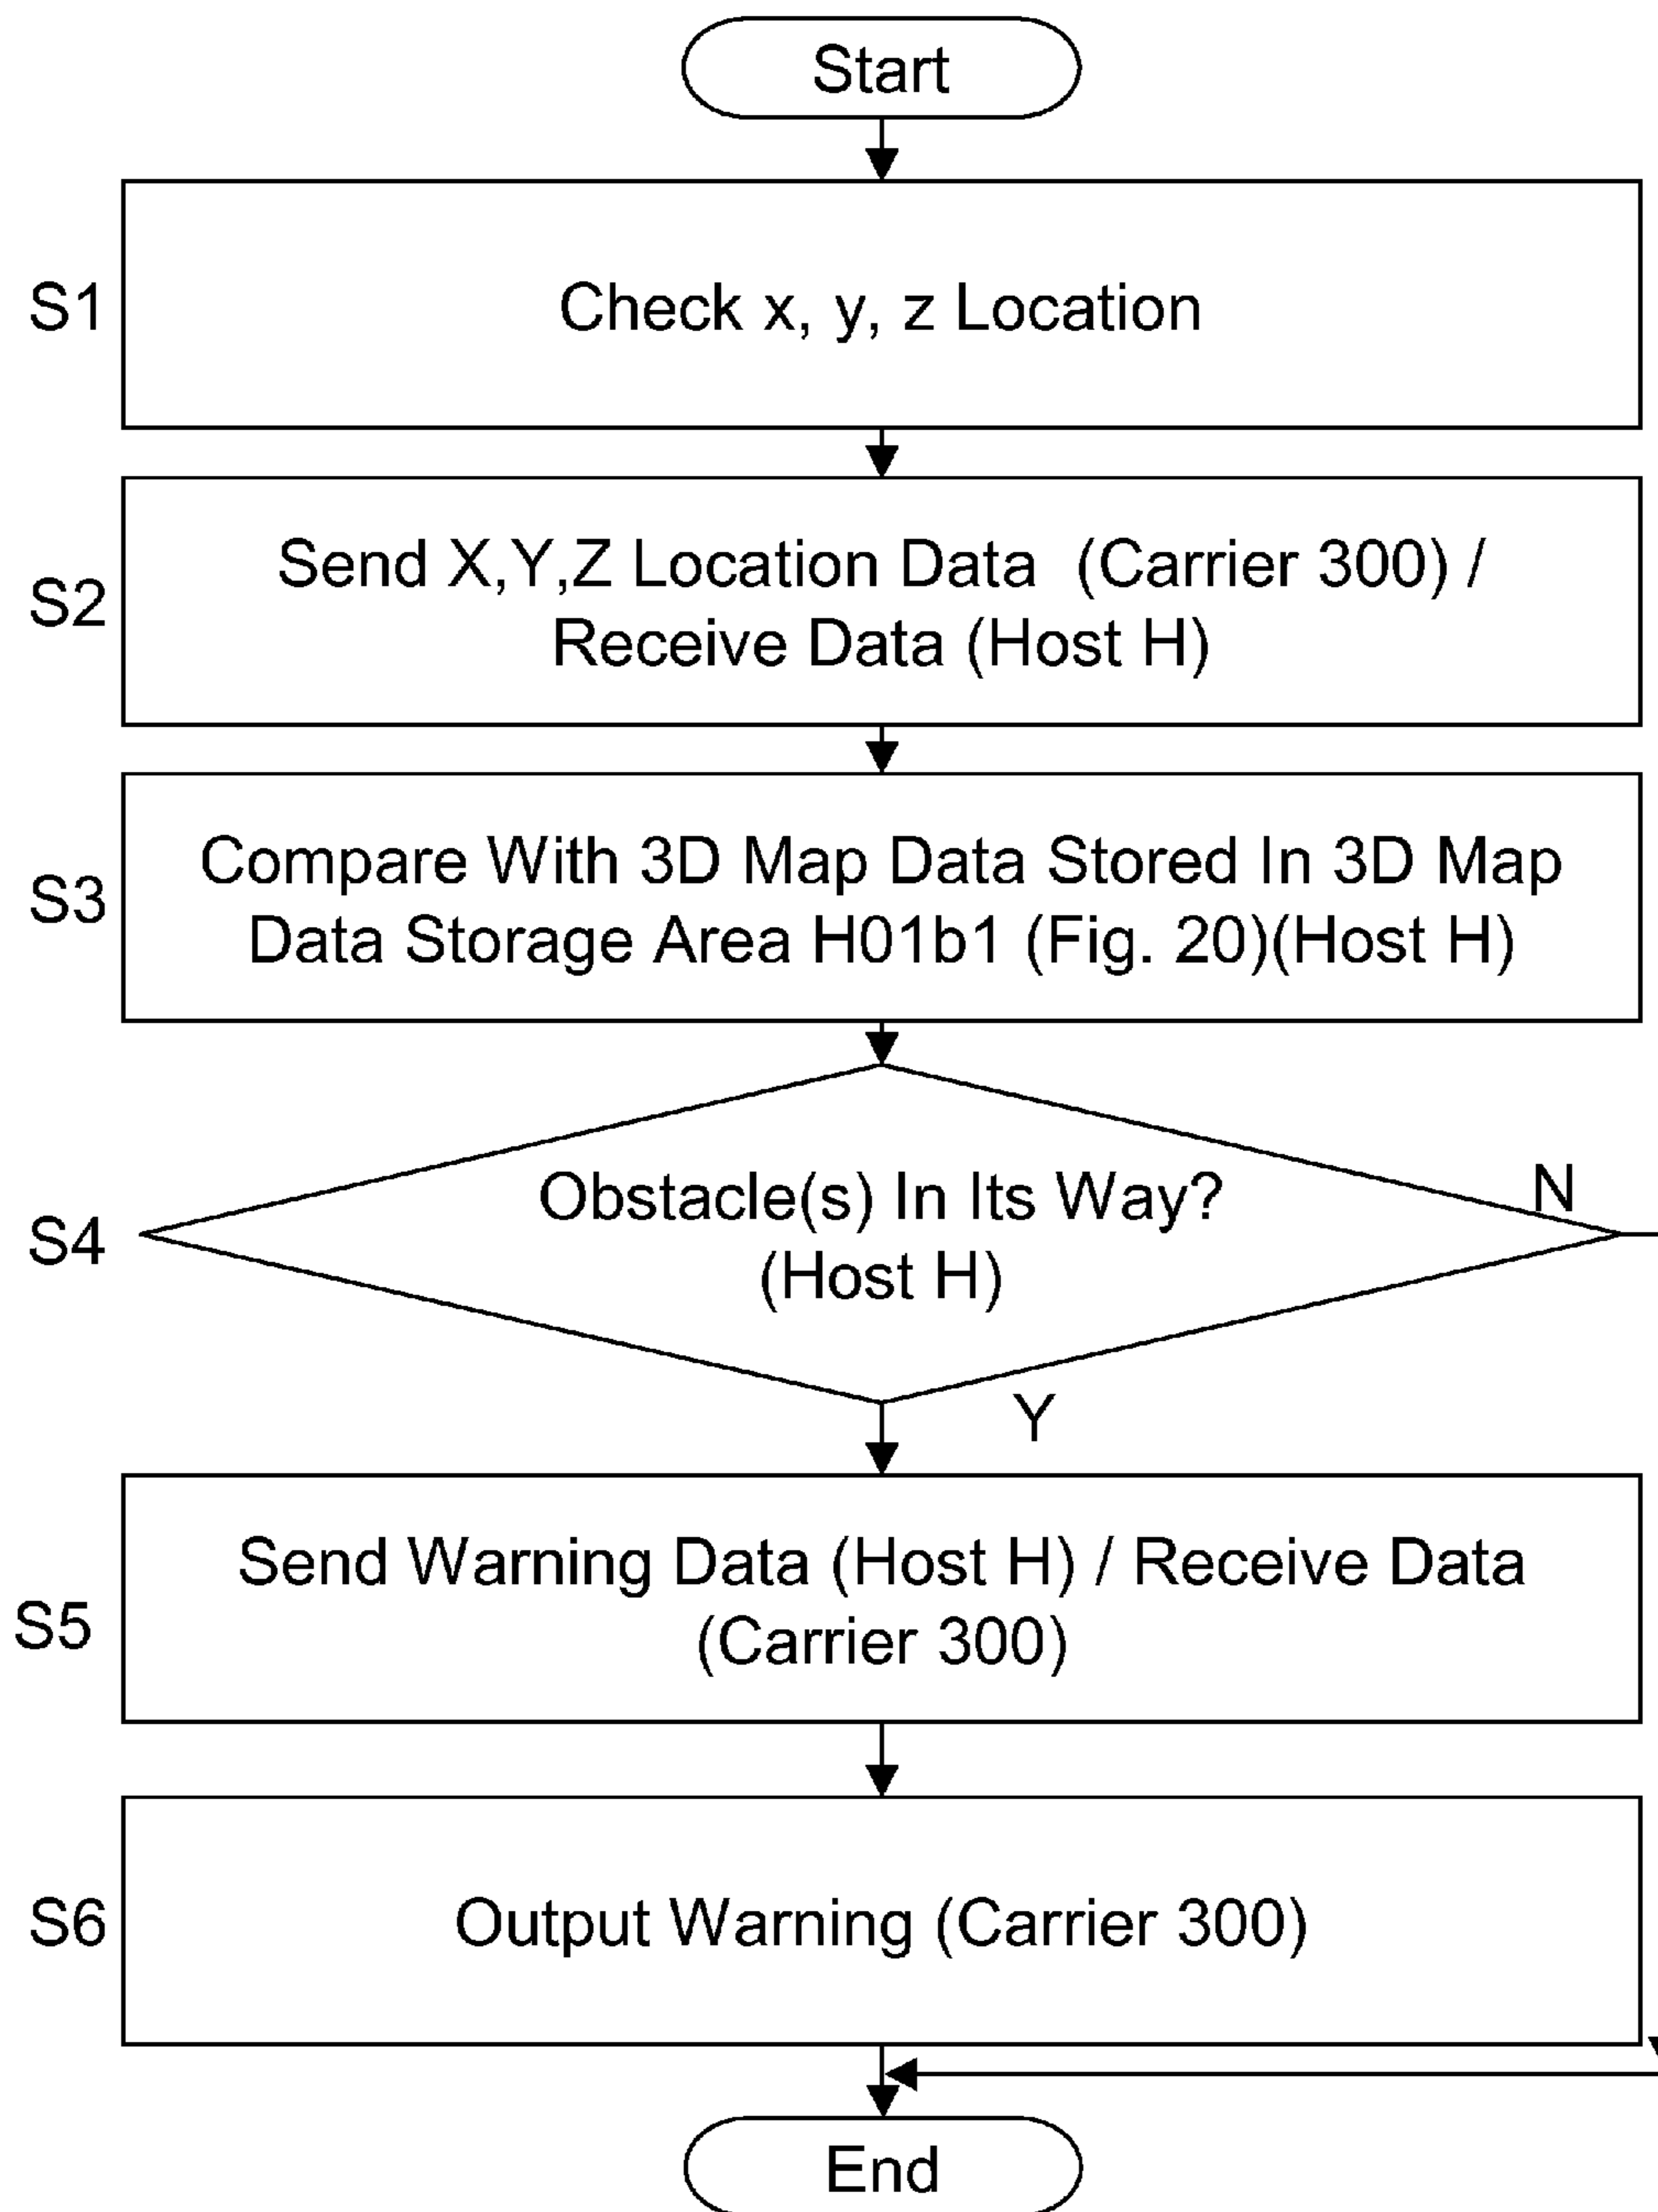 Start
S1
Check x, y, z Location
S2
Send X,Y,Z Location Data (Carrier 300) /
Receive Data (Host H)
S3
Compare With 3D Map Data Stored In 3D Map
Data Storage Area H01b1 (Fig. 20)(Host H)
S4
Obstacle(s) In Its Way?
(Host H)
N
Y
S5
Send Warning Data (Host H) / Receive Data
(Carrier 300)
S6
Output Warning (Carrier 300)
End